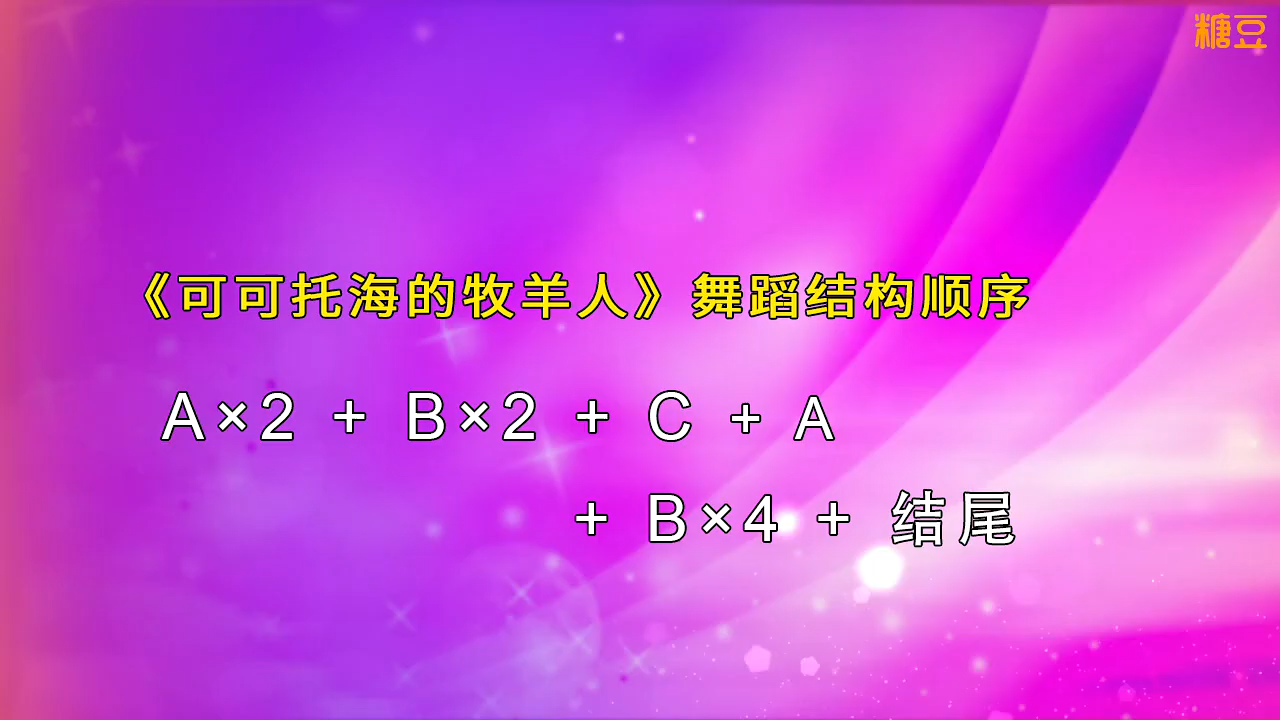 糖豆
《可可托海的牧羊人》舞蹈结构顺序
A×2 + B×2 + C + A
+ B×4 + 结尾